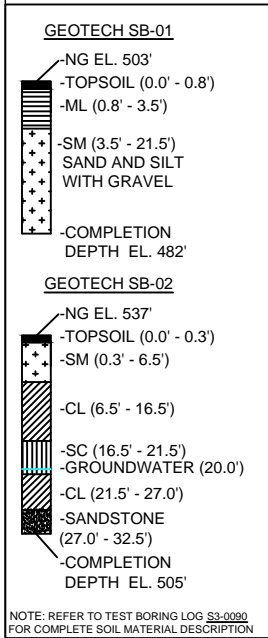 GEOTECH SB-01
-NG EL. 503'
-TOPSOIL (0.0' - 0.8')
-ML (0.8' - 3.5')
-SM (3.5' - 21.5')
SAND AND SILT
WITH GRAVEL
-COMPLETION
DEPTH EL. 482'
GEOTECH SB-02
-NG EL. 537'
-TOPSOIL (0.0' - 0.3')
-SM (0.3' - 6.5')
-CL (6.5' - 16.5')
-SC (16.5' - 21.5')
-GROUNDWATER (20.0')
-CL (21.5' - 27.0')
-SANDSTONE
(27.0' - 32.5')
-COMPLETION
DEPTH EL. 505'
NOTE: REFER TO TEST BORING LOG S3-0090
FOR COMPLETE SOIL MATERIAL DESCRIPTION